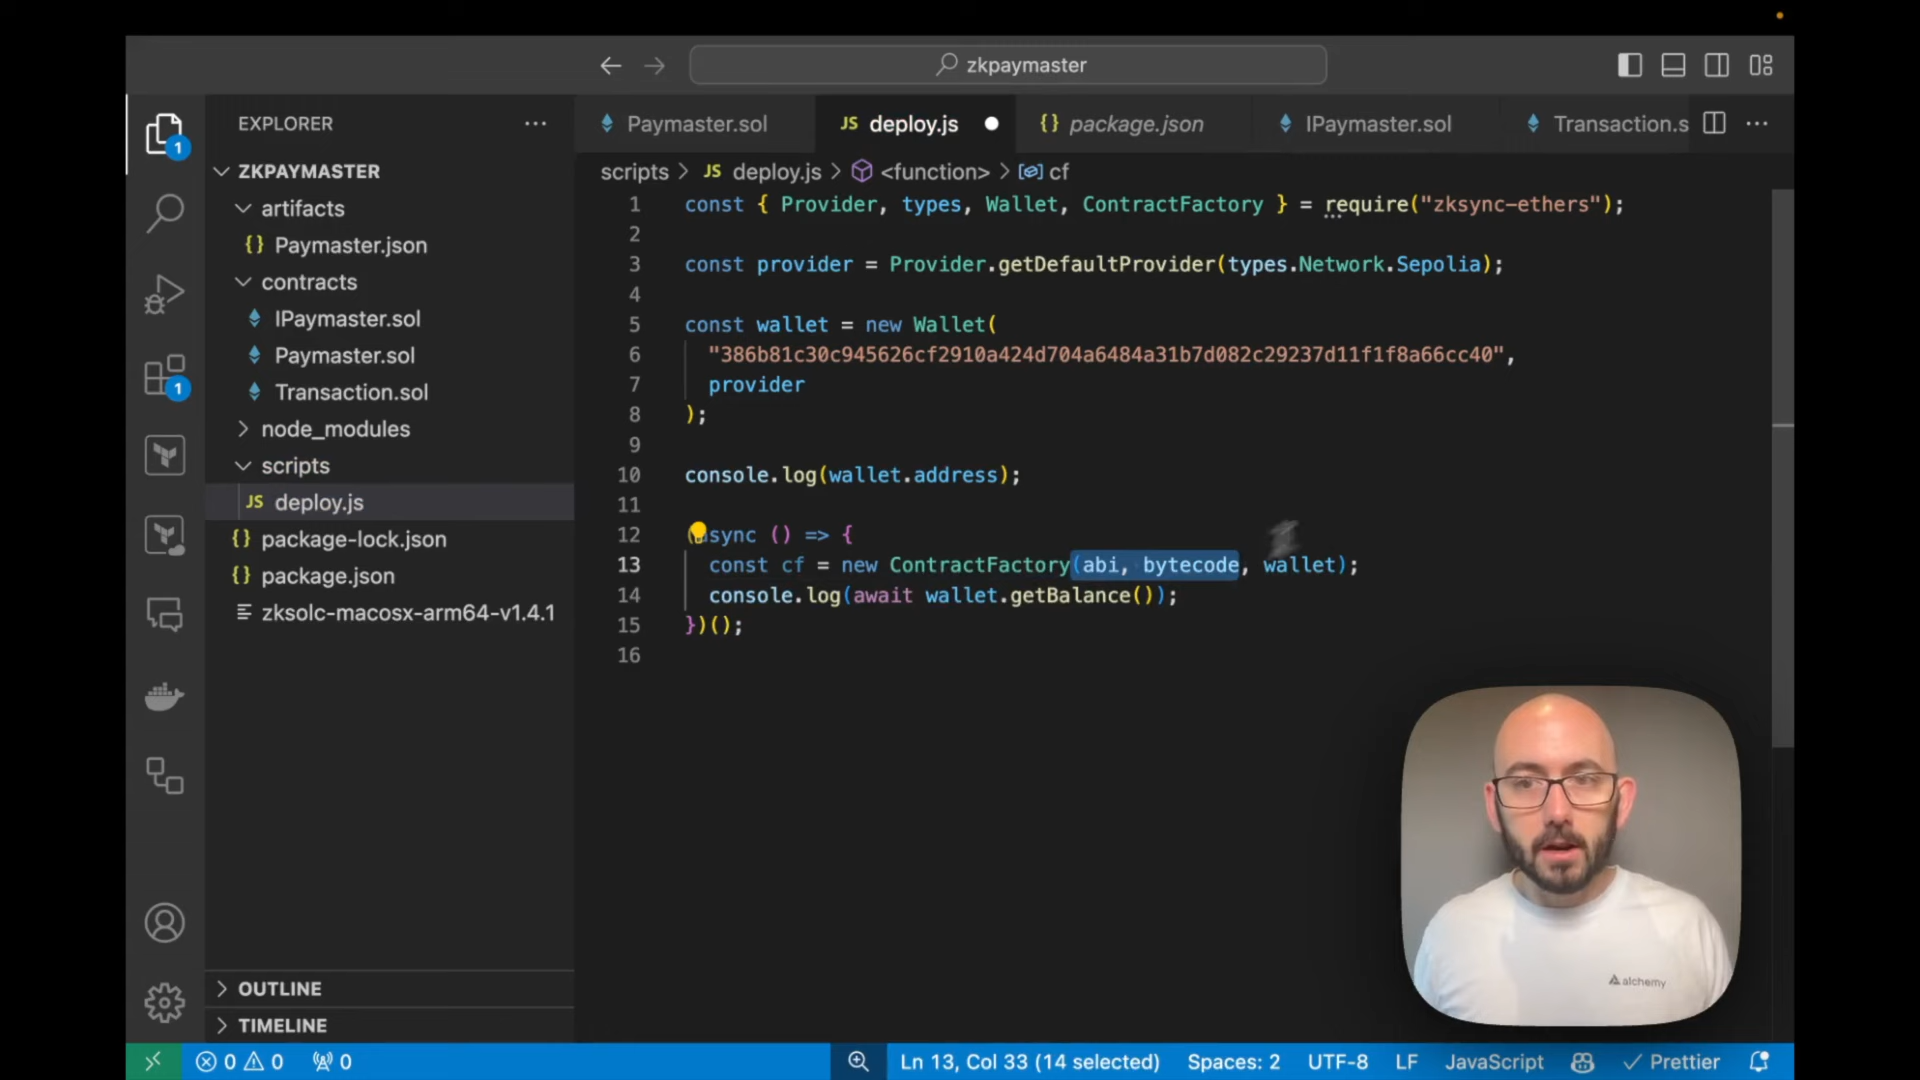 zkpaymaster
EXPLORER
Paymaster.sol
JS deploy.js
{} package.json
IPaymaster.sol
Transaction.s
1
ZKPAYMASTER
scripts > JS deploy.js > <function> > cf
artifacts
{} Paymaster.json
contracts
IPaymaster.sol
Paymaster.sol
Transaction.sol
node_modules
scripts
JS deploy.js
{} package-lock.json
{} package.json
zksolc-macosx-arm64-v1.4.1
1
1 const { Provider, types, Wallet, ContractFactory } = require("zksync-ethers");
2
3 const provider = Provider.getDefaultProvider(types.Network.Sepolia);
4
5 const wallet = new Wallet(
6 "386b81c30c945626cf2910a424d704a6484a31b7d082c29237d11f1f8a66cc40",
7 provider
8 );
9
10 console.log(wallet.address);
11
12 (async () => {
13 const cf = new ContractFactory(abi, bytecode, wallet);
14 console.log(await wallet.getBalance());
15 })();
16
alchemy
OUTLINE
TIMELINE
0 0 0
Ln 13, Col 33 (14 selected)
Spaces: 2
UTF-8
LF
JavaScript
Prettier